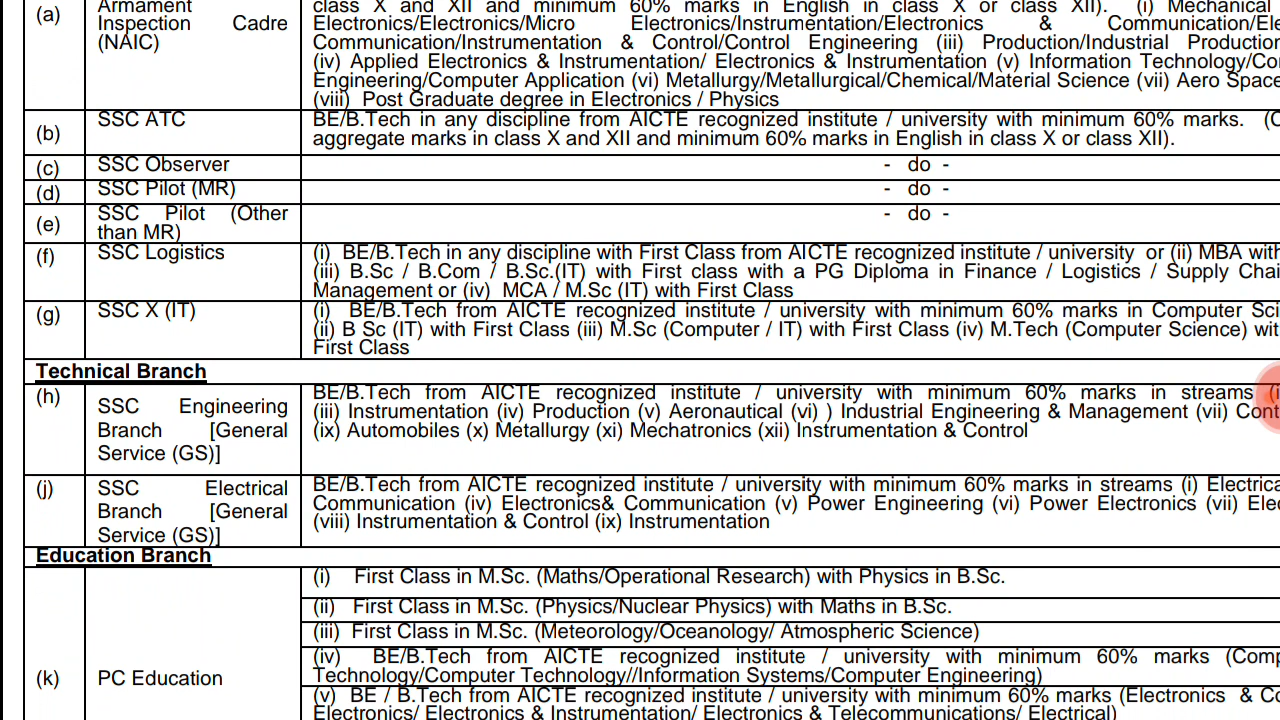 (a)
Armament
Inspection Cadre
(NAIC)
class X and XII and minimum 60% marks in English in class X or class XII). (i) Mechanical
Electronics/Electronics/Micro Electronics/Instrumentation/Electronics & Communication/
Communication/Instrumentation & Control/Control Engineering (iii) Production/Industrial
(iv) Applied Electronics & Instrumentation/ Electronics & Instrumentation (v) Information
Engineering/Computer Application (vi) Metallurgy/Metallurgical/Chemical/Material Science (vii) Aero
(viii) Post Graduate degree in Electronics / Physics
(b)
SSC ATC
BE/B.Tech in any discipline from AICTE recognized institute / university with minimum 60% marks.
aggregate marks in class X and XII and minimum 60% marks in English in class X or class XII).
(c)
SSC Observer
- do -
(d)
SSC Pilot (MR)
- do -
(e)
SSC Pilot (Other
than MR)
- do -
(f)
SSC Logistics
(i) BE/B.Tech in any discipline with First Class from AICTE recognized institute / university or (ii) MBA
(iii) B.Sc / B.Com / B.Sc.(IT) with First class with a PG Diploma in Finance / Logistics / Supply
Management or (iv) MCA / M.Sc (IT) with First Class
(g)
SSC X (IT)
(i) BE/B.Tech from AICTE recognized institute / university with minimum 60% marks in Computer
(ii) B Sc (IT) with First Class (iii) M.Sc (Computer / IT) with First Class (iv) M.Tech (Computer Science)
First Class
Technical Branch
(h)
SSC Engineering
Branch [General
Service (GS)]
BE/B.Tech from AICTE recognized institute / university with minimum 60% marks in streams
(iii) Instrumentation (iv) Production (v) Aeronautical (vi) ) Industrial Engineering & Management (vii)
(ix) Automobiles (x) Metallurgy (xi) Mechatronics (xii) Instrumentation & Control
(j)
SSC Electrical
Branch [General
Service (GS)]
BE/B.Tech from AICTE recognized institute / university with minimum 60% marks in streams (i)
Communication (iv) Electronics& Communication (v) Power Engineering (vi) Power Electronics (vii)
(viii) Instrumentation & Control (ix) Instrumentation
Education Branch
(k)
PC Education
(i) First Class in M.Sc. (Maths/Operational Research) with Physics in B.Sc.
(ii) First Class in M.Sc. (Physics/Nuclear Physics) with Maths in B.Sc.
(iii) First Class in M.Sc. (Meteorology/Oceanology/ Atmospheric Science)
(iv) BE/B.Tech from AICTE recognized institute / university with minimum 60% marks
Technology/Computer Technology//Information Systems/Computer Engineering)
(v) BE / B.Tech from AICTE recognized institute / university with minimum 60% marks (Electronics &
Electronics/ Electronics & Instrumentation/ Electronics & Telecommunications/ Electrical)